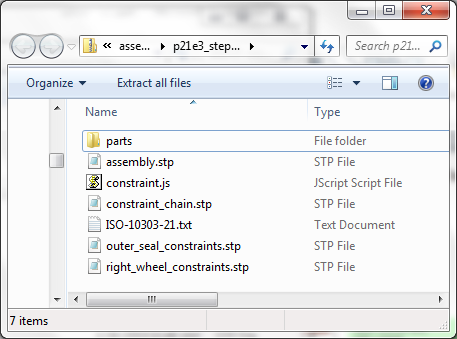 « asse... ▸ p21e3_step... ▸ Search p21...
Organize ▾ Extract all files
Name Type
parts File folder
assembly.stp STP File
constraint.js JScript Script File
constraint_chain.stp STP File
ISO-10303-21.txt Text Document
outer_seal_constraints.stp STP File
right_wheel_constraints.stp STP File
7 items